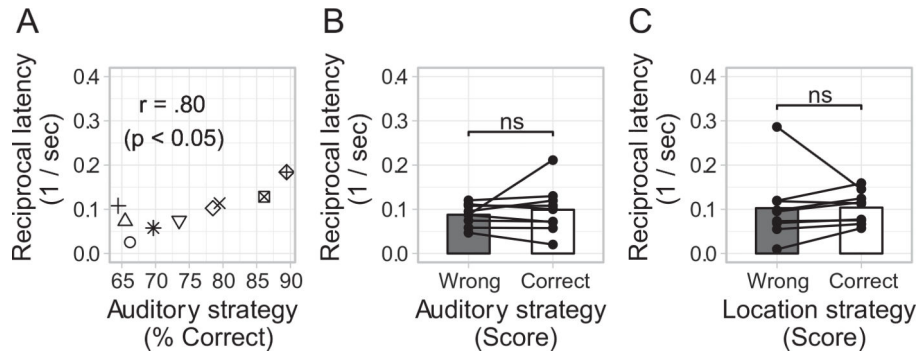 A
Reciprocal latency
(1 / sec)
0.4
0.3
0.2
0.1
0.0
r = .80
(p < 0.05)
65 70 75 80 85 90
Auditory strategy
(% Correct)
B
Reciprocal latency
(1 / sec)
0.4
0.3
0.2
0.1
0.0
ns
Wrong Correct
Auditory strategy
(Score)
C
Reciprocal latency
(1 / sec)
0.4
0.3
0.2
0.1
0.0
ns
Wrong Correct
Location strategy
(Score)